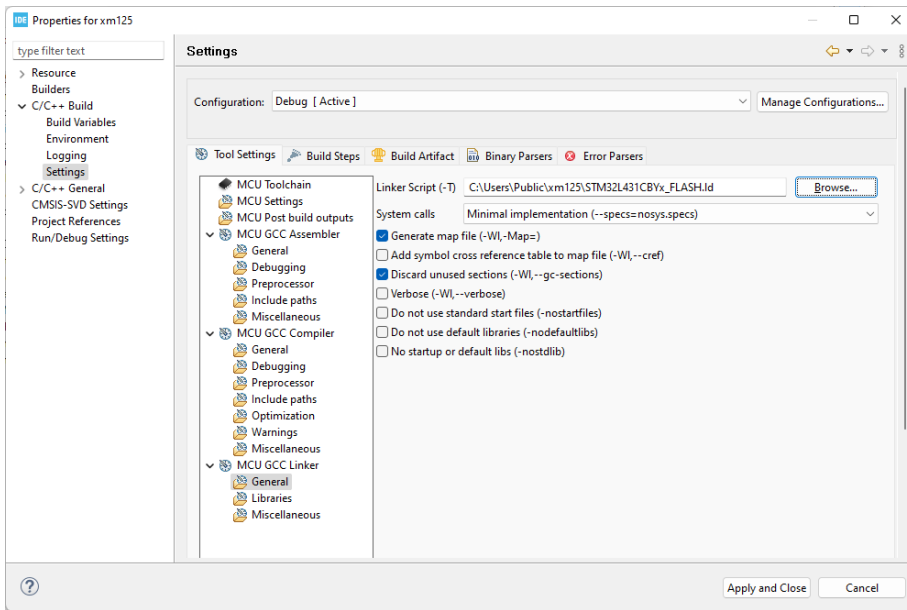 IDE Properties for xm125
type filter text
Settings
Resource
Builders
C/C++ Build
Build Variables
Environment
Logging
Settings
C/C++ General
CMSIS-SVD Settings
Project References
Run/Debug Settings
Configuration: Debug [ Active ] Manage Configurations...
Tool Settings Build Steps Build Artifact Binary Parsers Error Parsers
MCU Toolchain
MCU Settings
MCU Post build outputs
MCU GCC Assembler
General
Debugging
Preprocessor
Include paths
Miscellaneous
MCU GCC Compiler
General
Debugging
Preprocessor
Include paths
Optimization
Warnings
Miscellaneous
MCU GCC Linker
General
Libraries
Miscellaneous
Linker Script (-T) C:\Users\Public\xm125\STM32L431CBYx_FLASH.ld Browse...
System calls Minimal implementation (--specs=nosys.specs)
Generate map file (-Wl,-Map=)
Add symbol cross reference table to map file (-Wl,--cref)
Discard unused sections (-Wl,--gc-sections)
Verbose (-Wl,--verbose)
Do not use standard start files (-nostartfiles)
Do not use default libraries (-nodefaultlibs)
No startup or default libs (-nostdlib)
? Apply and Close Cancel